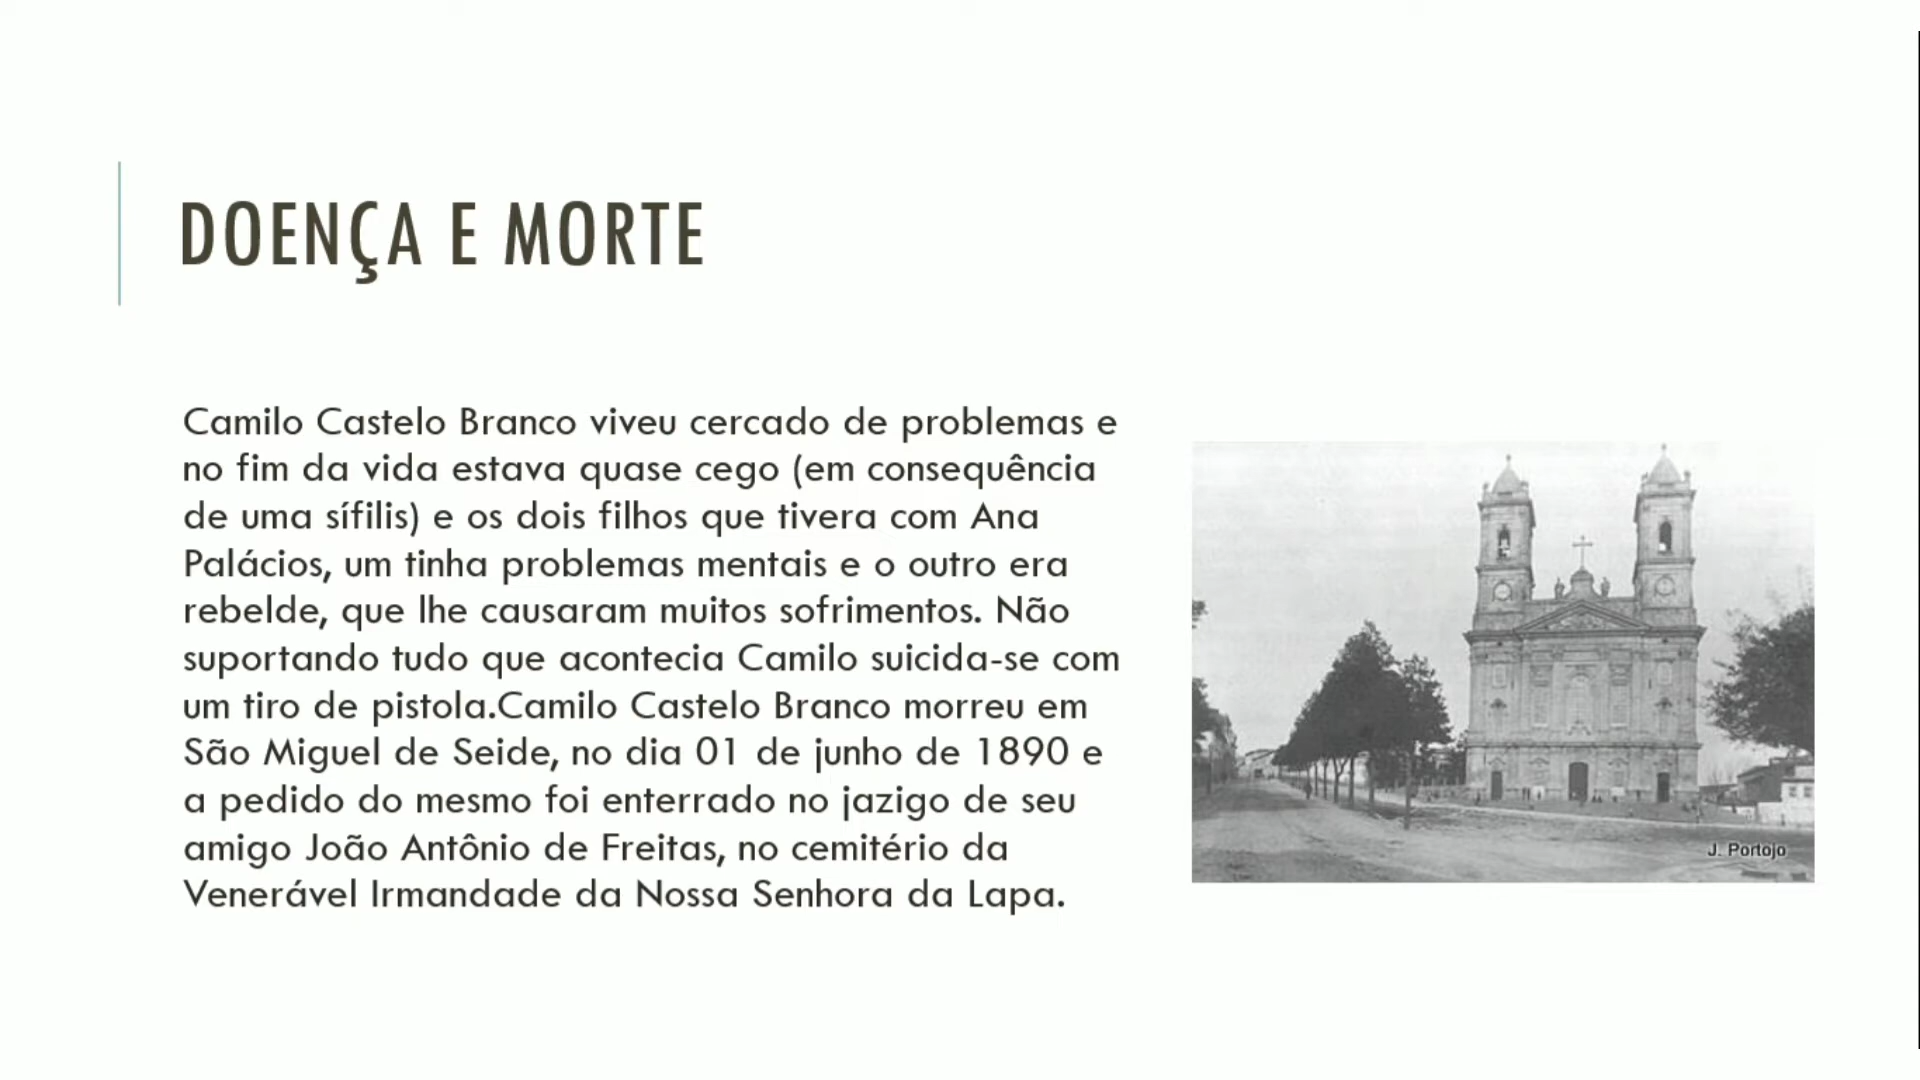 DOENÇA E MORTE
Camilo Castelo Branco viveu cercado de problemas e
no fim da vida estava quase cego (em consequência
de uma sífilis) e os dois filhos que tivera com Ana
Palácios, um tinha problemas mentais e o outro era
rebelde, que lhe causaram muitos sofrimentos. Não
suportando tudo que acontecia Camilo suicida-se com
um tiro de pistola.Camilo Castelo Branco morreu em
São Miguel de Seide, no dia 01 de junho de 1890 e
a pedido do mesmo foi enterrado no jazigo de seu
amigo João Antônio de Freitas, no cemitério da
Venerável Irmandade da Nossa Senhora da Lapa.
J. Portojo